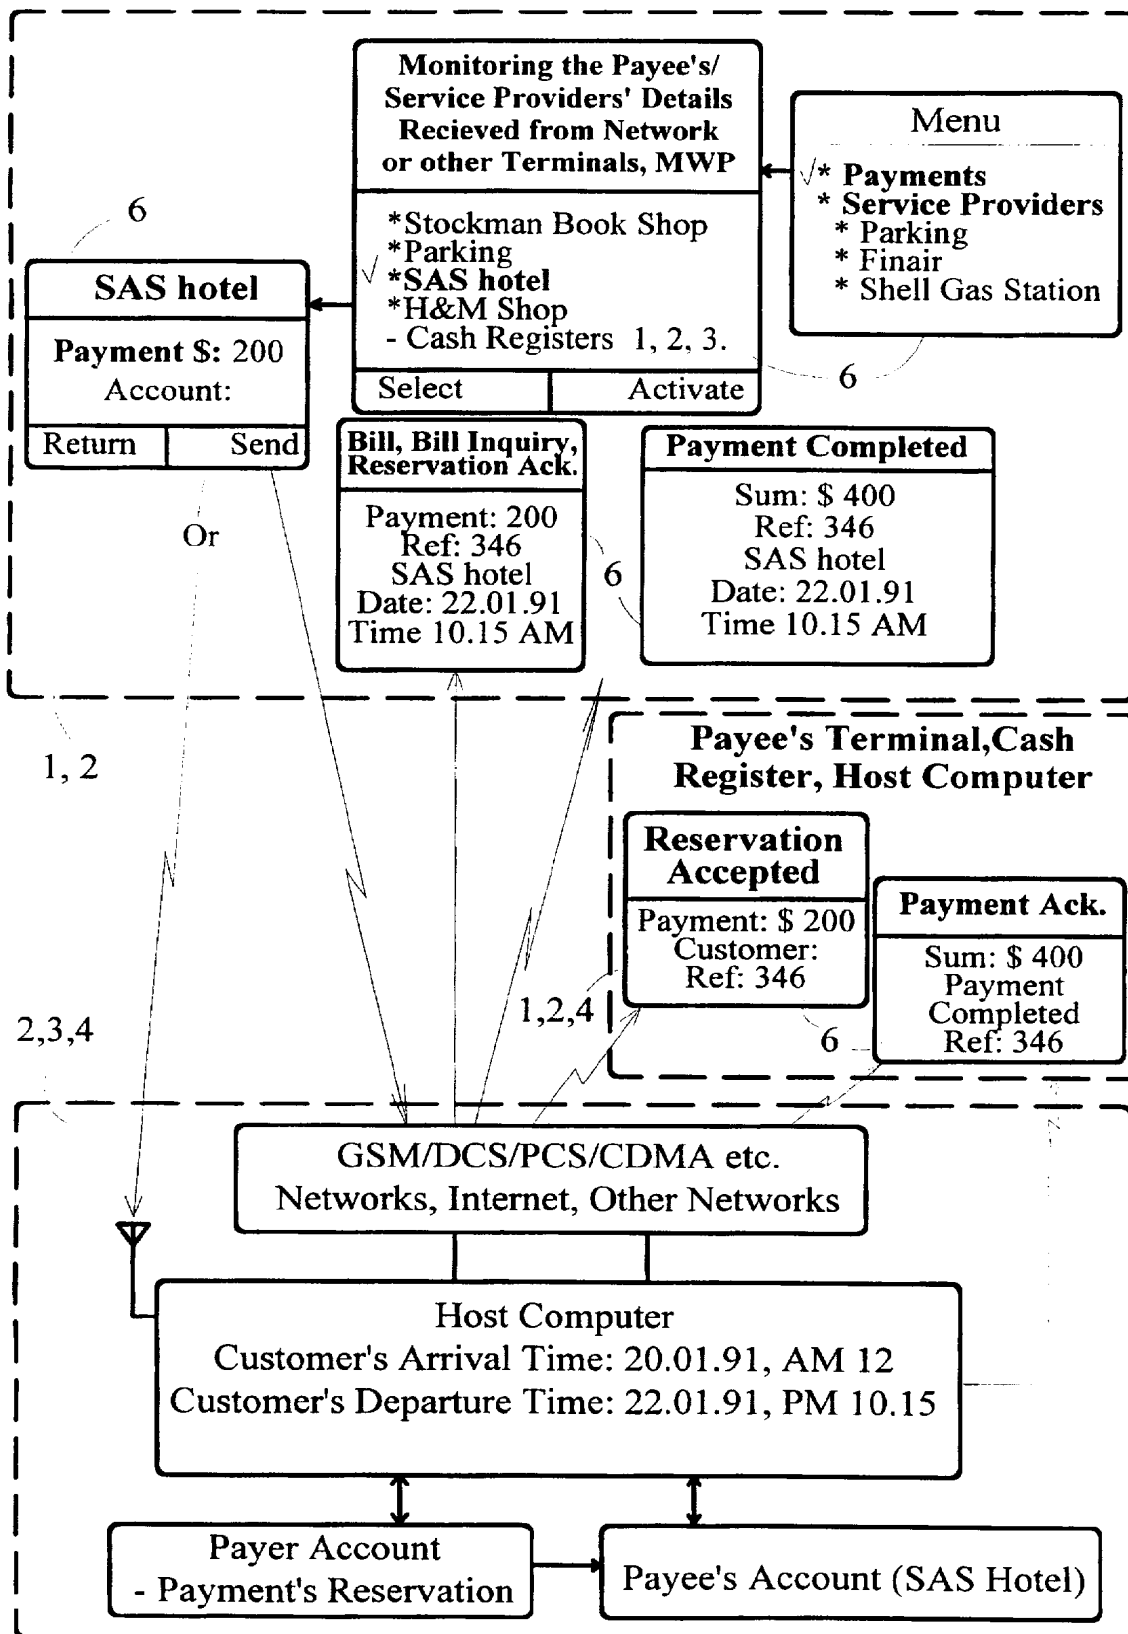 Monitoring the Payee's/
Service Providers' Details
Recieved from Network
or other Terminals, MWP
*Stockman Book Shop
*Parking
√ *SAS hotel
*H&M Shop
- Cash Registers 1, 2, 3.
Select Activate
Menu
√* Payments
* Service Providers
* Parking
* Finair
* Shell Gas Station
6
6
SAS hotel
Payment $: 200
Account:
Return Send
Or
Bill, Bill Inquiry,
Reservation Ack.
Payment: 200
Ref: 346
SAS hotel
Date: 22.01.91
Time 10.15 AM
6
Payment Completed
Sum: $ 400
Ref: 346
SAS hotel
Date: 22.01.91
Time 10.15 AM
1, 2
Payee's Terminal,Cash
Register, Host Computer
Reservation
Accepted
Payment: $ 200
Customer:
Ref: 346
Payment Ack.
Sum: $ 400
Payment
Completed
Ref: 346
1,2,4
6
2,3,4
GSM/DCS/PCS/CDMA etc.
Networks, Internet, Other Networks
Host Computer
Customer's Arrival Time: 20.01.91, AM 12
Customer's Departure Time: 22.01.91, PM 10.15
Payer Account
- Payment's Reservation
Payee's Account (SAS Hotel)